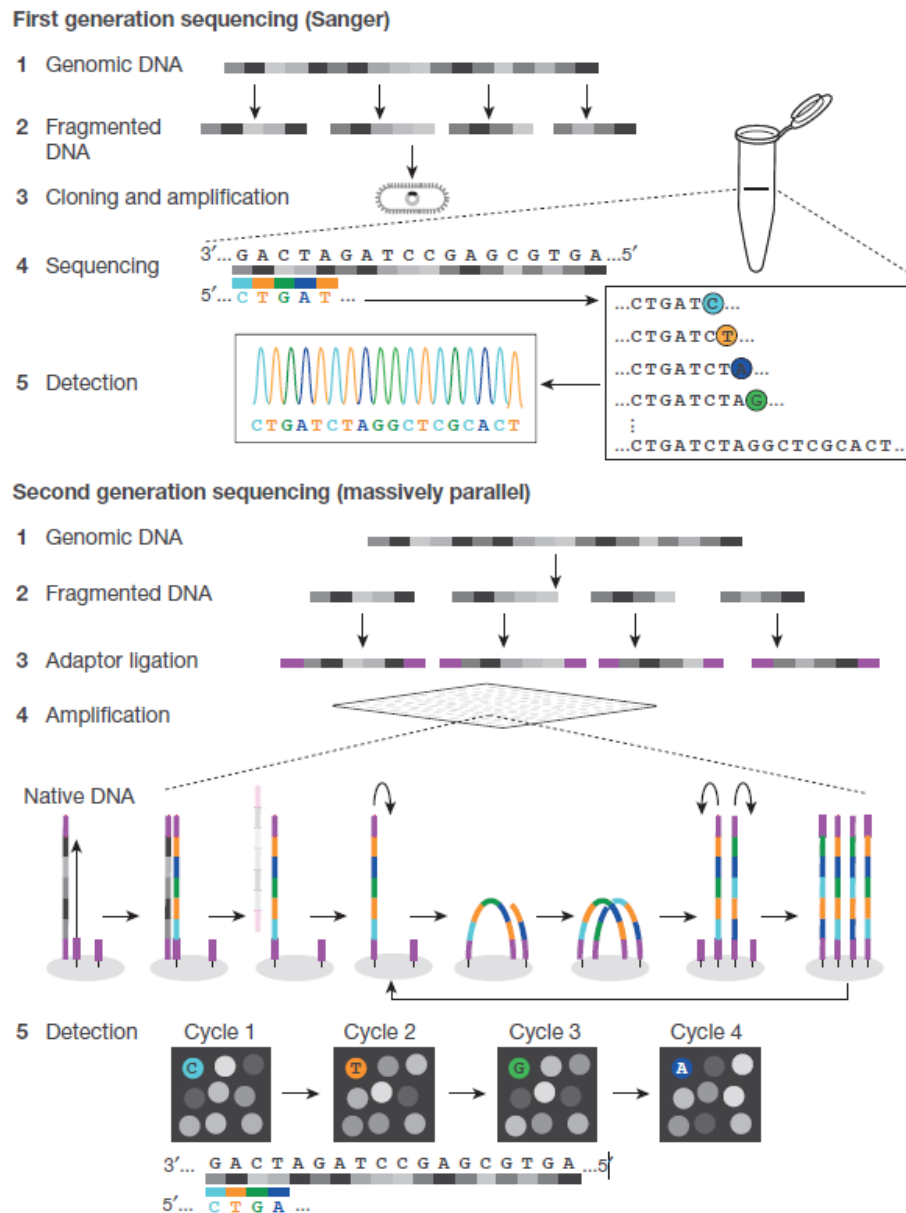 First generation sequencing (Sanger)
1 Genomic DNA
2 Fragmented
DNA
3 Cloning and amplification
3′... G A C T A G A T C C G A G C G T G A ...5′
4 Sequencing
5′... C T G A T ...
...CTGATC...
...CTGATCT...
...CTGATCTA...
...CTGATCTAG...
⋮
...CTGATCTAGGCTCGCACT...
5 Detection
CTGATCTAGGCTCGCACT
Second generation sequencing (massively parallel)
1 Genomic DNA
2 Fragmented DNA
3 Adaptor ligation
4 Amplification
Native DNA
5 Detection
Cycle 1 Cycle 2 Cycle 3 Cycle 4
C T G A
3′... G A C T A G A T C C G A G C G T G A ...5′
5′... C T G A ...